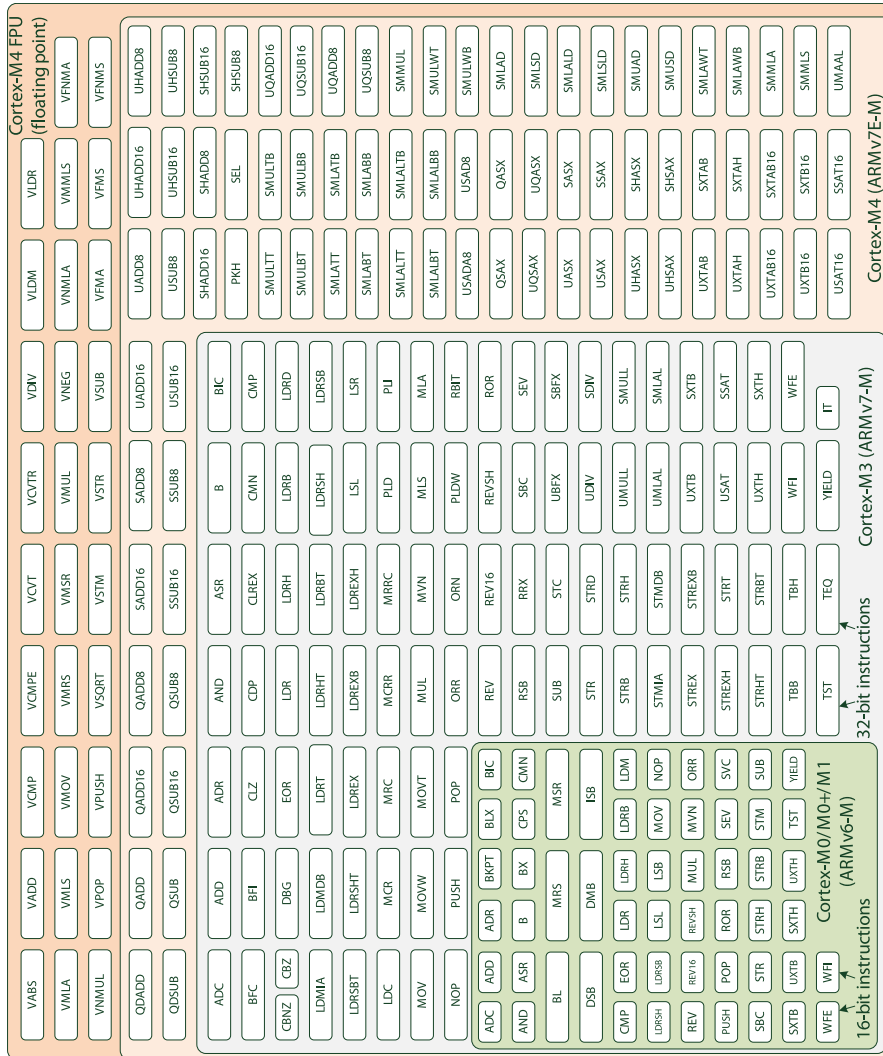 Cortex-M4 FPU
(floating point)
VABS VADD VCMP VCMPE VCVT VCVTR VDIV VLDM VLDR
VMLA VMLS VMOV VMRS VMSR VMUL VNEG VNMLA VMMLS VFNMA
VNMUL VPOP VPUSH VSQRT VSTM VSTR VSUB VFMA VFMS VFNMS
QDADD QADD QADD16 QADD8 SADD16 SADD8 UADD16 UADD8 UHADD16 UHADD8
QDSUB QSUB QSUB16 QSUB8 SSUB16 SSUB8 USUB16 USUB8 UHSUB16 UHSUB8
SHADD16 SHADD8 SHSUB16
ADC ADD ADR AND ASR B BIC PKH SEL SHSUB8
BFC BFI CLZ CDP CLREX CMN CMP SMULTT SMULTB UQADD16
CBNZ CBZ DBG EOR LDR LDRH LDRB LDRD SMULBT SMULBB UQSUB16
LDMIA LDMDB LDRT LDRHT LDRBT LDRSH LDRSB SMLATT SMLATB UQADD8
LDRSBT LDRSHT LDREX LDREXB LDREXH LSL LSR SMLABT SMLABB UQSUB8
LDC MCR MRC MCRR MRRC PLD PLI SMLALTT SMLALTB SMMUL
MOV MOVW MOVT MUL MVN MLS MLA SMLALBT SMLALBB SMULWT
NOP PUSH POP ORR ORN PLDW RBIT USADA8 USAD8 SMULWB
ADC ADD ADR BKPT BLX BIC REV REV16 REVSH ROR QSAX QASX SMLAD
AND ASR B BX CPS CMN RSB RRX SBC SEV UQSAX UQASX SMLSD
BL MRS MSR SUB STC UBFX SBFX UASX SASX SMLALD
DSB DMB ISB STR STRD UDIV SDIV USAX SSAX SMLSLD
CMP EOR LDR LDRH LDRB LDM STRB STRH UMULL SMULL UHASX SHASX SMUAD
LDRSH LDRSB LSL LSB MOV NOP STMIA STMDB UMLAL SMLAL UHSAX SHSAX SMUSD
REV REV16 REVSH MUL MVN ORR STREX STREXB UXTB SXTB UXTAB SXTAB SMLAWT
PUSH POP ROR RSB SEV SVC STREXH STRT USAT SSAT UXTAH SXTAH SMLAWB
SBC STR STRH STRB STM SUB STRHT STRBT UXTH SXTH UXTAB16 SXTAB16 SMMLA
SXTB UXTB SXTH UXTH TST YIELD TBB TBH WFI WFE UXTB16 SXTB16 SMMLS
WFE WFI TST TEQ YIELD IT USAT16 SSAT16 UMAAL
Cortex-M0/M0+/M1
(ARMv6-M)
16-bit instructions
32-bit instructions
Cortex-M3 (ARMv7-M)
Cortex-M4 (ARMv7E-M)